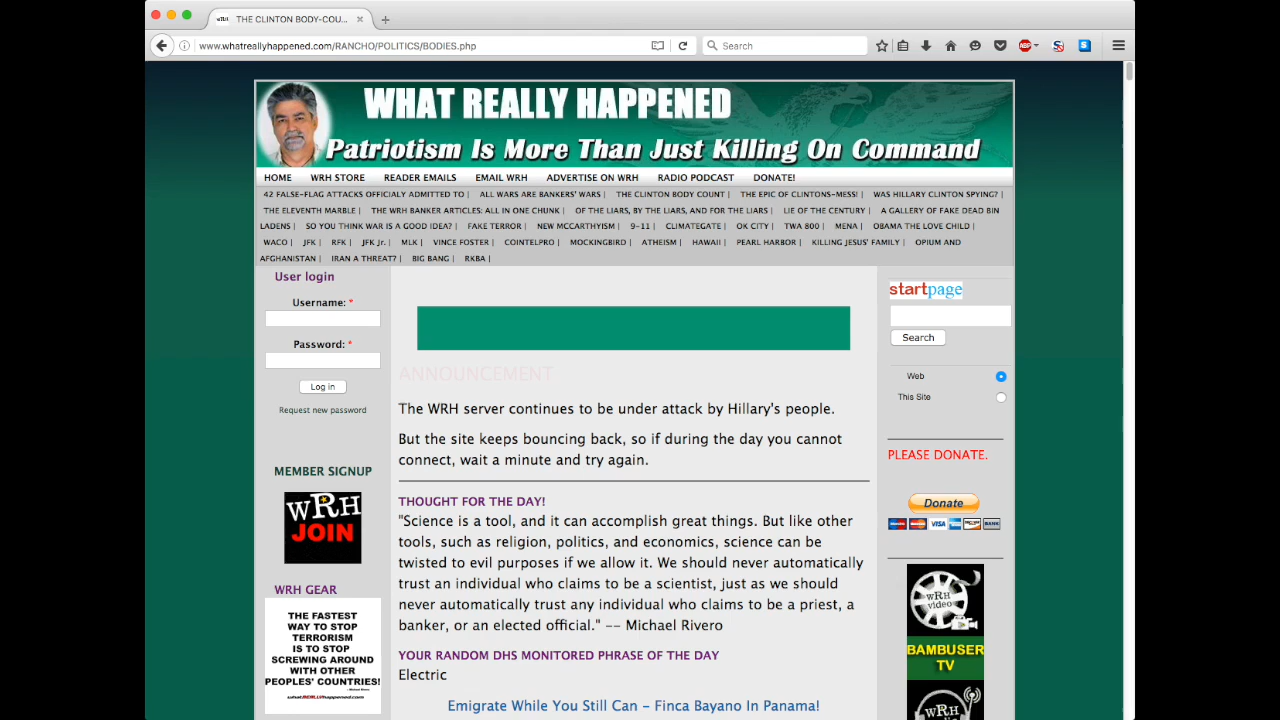 WRH THE CLINTON BODY-COU...
www.whatreallyhappened.com/RANCHO/POLITICS/BODIES.php
Search
ABP
S
WHAT REALLY HAPPENED
Patriotism Is More Than Just Killing On Command
HOME WRH STORE READER EMAILS EMAIL WRH ADVERTISE ON WRH RADIO PODCAST DONATE!
42 FALSE-FLAG ATTACKS OFFICIALY ADMITTED TO | ALL WARS ARE BANKERS' WARS | THE CLINTON BODY COUNT | THE EPIC OF CLINTONS-MESS! | WAS HILLARY CLINTON SPYING? |
THE ELEVENTH MARBLE | THE WRH BANKER ARTICLES: ALL IN ONE CHUNK | OF THE LIARS, BY THE LIARS, AND FOR THE LIARS | LIE OF THE CENTURY | A GALLERY OF FAKE DEAD BIN
LADENS | SO YOU THINK WAR IS A GOOD IDEA? | FAKE TERROR | NEW MCCARTHYISM | 9-11 | CLIMATEGATE | OK CITY | TWA 800 | MENA | OBAMA THE LOVE CHILD |
WACO | JFK | RFK | JFK Jr. | MLK | VINCE FOSTER | COINTELPRO | MOCKINGBIRD | ATHEISM | HAWAII | PEARL HARBOR | KILLING JESUS' FAMILY | OPIUM AND
AFGHANISTAN | IRAN A THREAT? | BIG BANG | RKBA |
User login
Username: *
Password: *
Log in
Request new password
MEMBER SIGNUP
WRH
JOIN
WRH GEAR
THE FASTEST
WAY TO STOP
TERRORISM
IS TO STOP
SCREWING AROUND
WITH OTHER
PEOPLES' COUNTRIES!
- Michael Rivero
whatREALLYhappened.com
ANNOUNCEMENT
The WRH server continues to be under attack by Hillary's people.
But the site keeps bouncing back, so if during the day you cannot
connect, wait a minute and try again.
THOUGHT FOR THE DAY!
"Science is a tool, and it can accomplish great things. But like other
tools, such as religion, politics, and economics, science can be
twisted to evil purposes if we allow it. We should never automatically
trust an individual who claims to be a scientist, just as we should
never automatically trust any individual who claims to be a priest, a
banker, or an elected official." -- Michael Rivero
YOUR RANDOM DHS MONITORED PHRASE OF THE DAY
Electric
Emigrate While You Still Can - Finca Bayano In Panama!
startpage
Search
Web
This Site
PLEASE DONATE.
Donate
VISA
BANK
WRH
video
BAMBUSER
TV
WRH